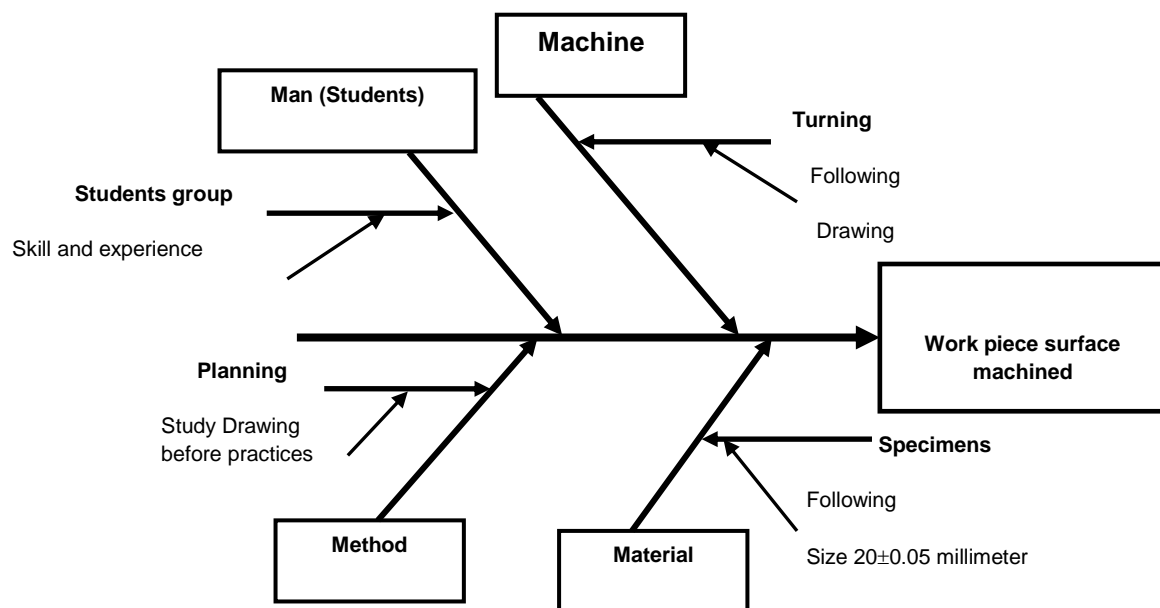 Machine
Man (Students)
Turning
Following
Drawing
Students group
Skill and experience
Work piece surface
machined
Planning
Study Drawing
before practices
Specimens
Following
Size 20±0.05 millimeter
Method
Material